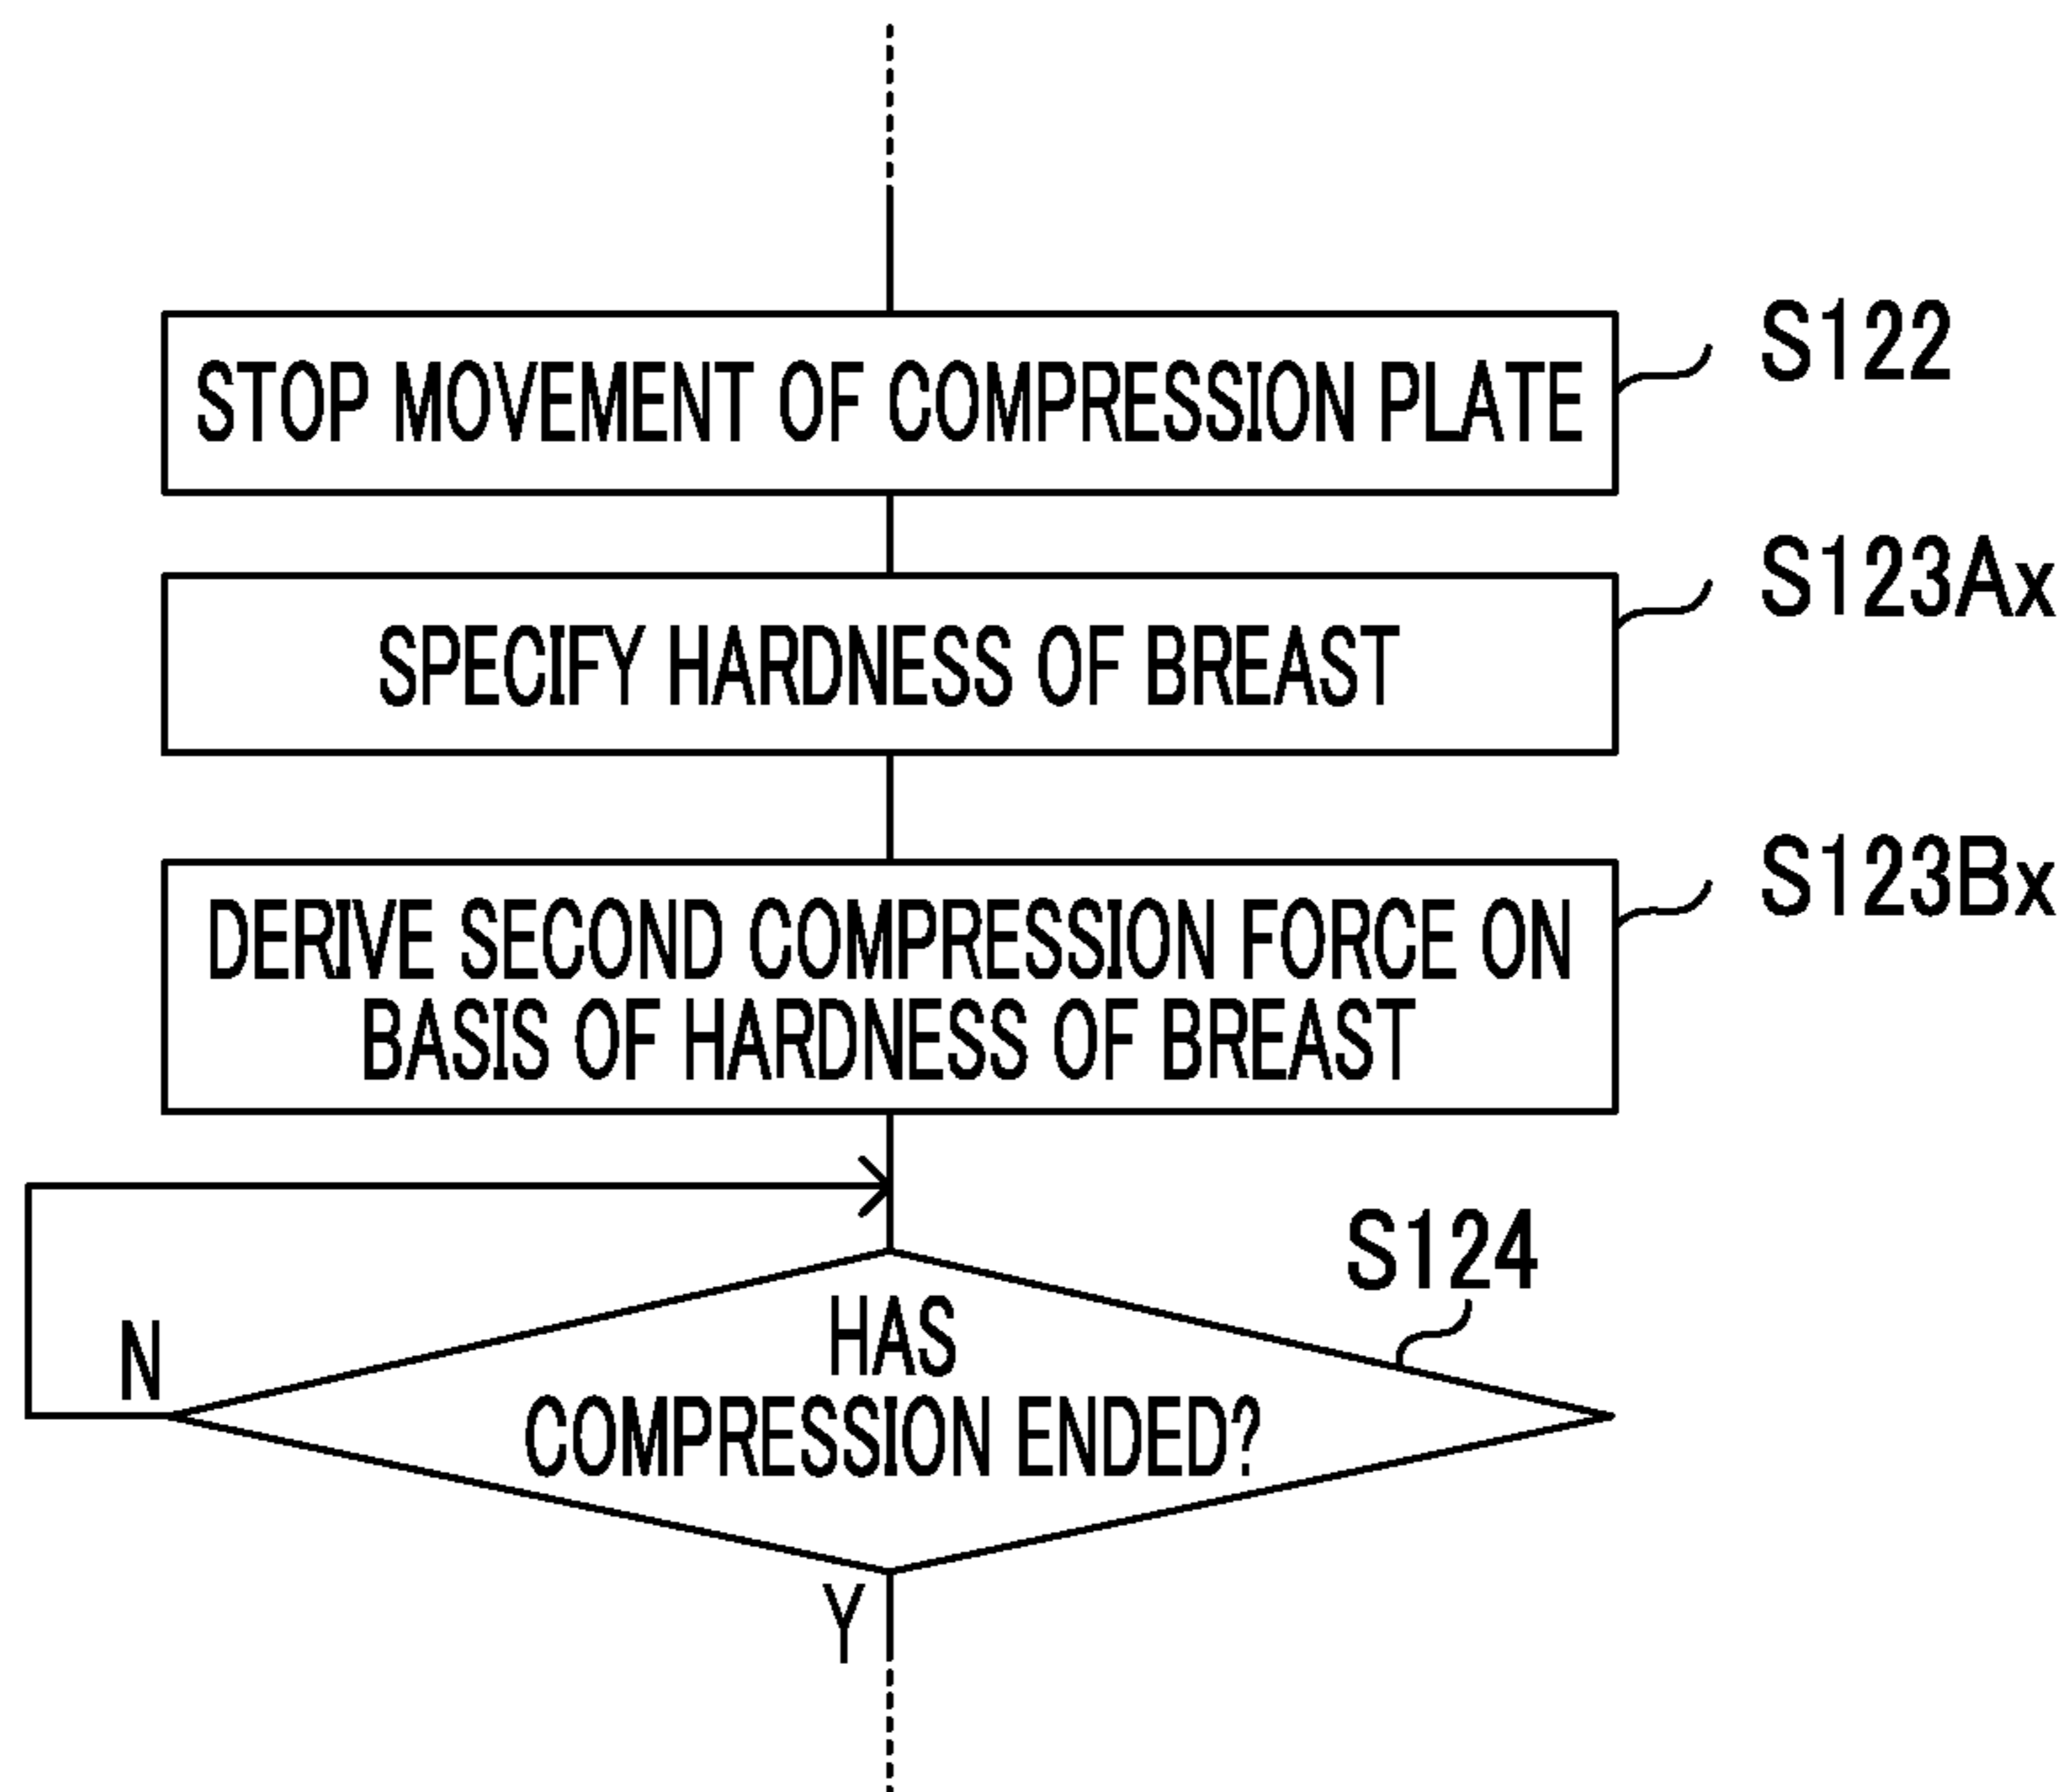 STOP MOVEMENT OF COMPRESSION PLATE
S122
SPECIFY HARDNESS OF BREAST
S123Ax
DERIVE SECOND COMPRESSION FORCE ON
BASIS OF HARDNESS OF BREAST
S123Bx
S124
HAS
COMPRESSION ENDED?
N
Y